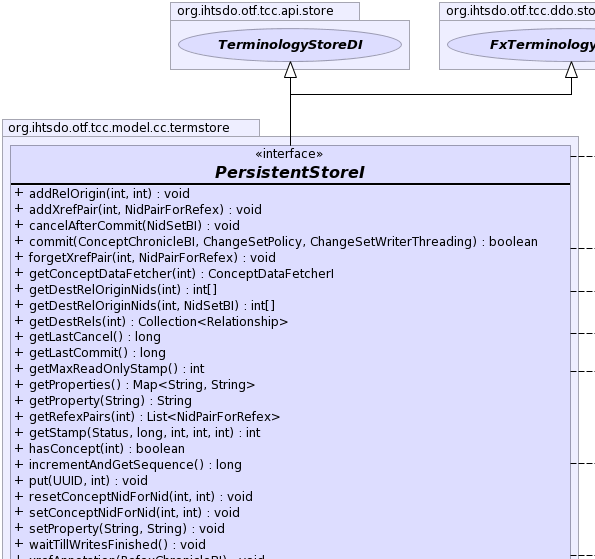 org.ihtsdo.otf.tcc.api.store
org.ihtsdo.otf.tcc.ddo.sto
TerminologyStoreDI
FxTerminology
org.ihtsdo.otf.tcc.model.cc.termstore
«interface»
PersistentStoreI
+ addRelOrigin(int, int) : void
+ addXrefPair(int, NidPairForRefex) : void
+ cancelAfterCommit(NidSetBI) : void
+ commit(ConceptChronicleBI, ChangeSetPolicy, ChangeSetWriterThreading) : boolean
+ forgetXrefPair(int, NidPairForRefex) : void
+ getConceptDataFetcher(int) : ConceptDataFetcherI
+ getDestRelOriginNids(int) : int[]
+ getDestRelOriginNids(int, NidSetBI) : int[]
+ getDestRels(int) : Collection<Relationship>
+ getLastCancel() : long
+ getLastCommit() : long
+ getMaxReadOnlyStamp() : int
+ getProperties() : Map<String, String>
+ getProperty(String) : String
+ getRefexPairs(int) : List<NidPairForRefex>
+ getStamp(Status, long, int, int, int) : int
+ hasConcept(int) : boolean
+ incrementAndGetSequence() : long
+ put(UUID, int) : void
+ resetConceptNidForNid(int, int) : void
+ setConceptNidForNid(int, int) : void
+ setProperty(String, String) : void
+ waitTillWritesFinished() : void
+ xrefAnnotation(RefexChronicleBI) : void